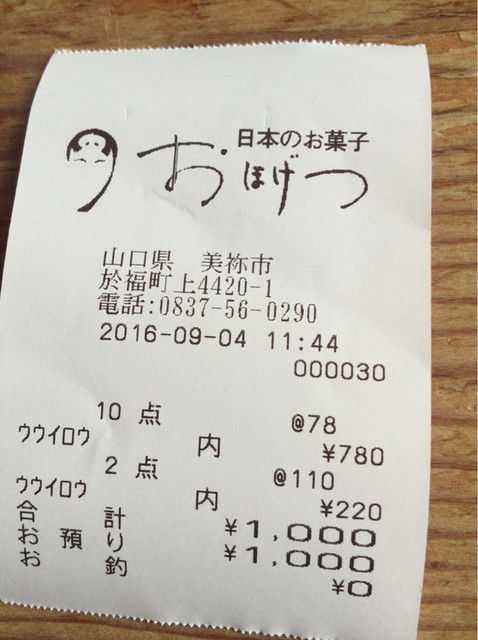 日本のお菓子
おほげつ
山口県 美祢市
於福町上4420-1
電話:0837-56-0290
2016-09-04 11:44
000030
10 点 @78
ウウイロウ 内 ¥780
2 点 @110
ウウイロウ 内 ¥220
合 計 ¥1,000
お 預 り ¥1,000
お 釣 ¥0